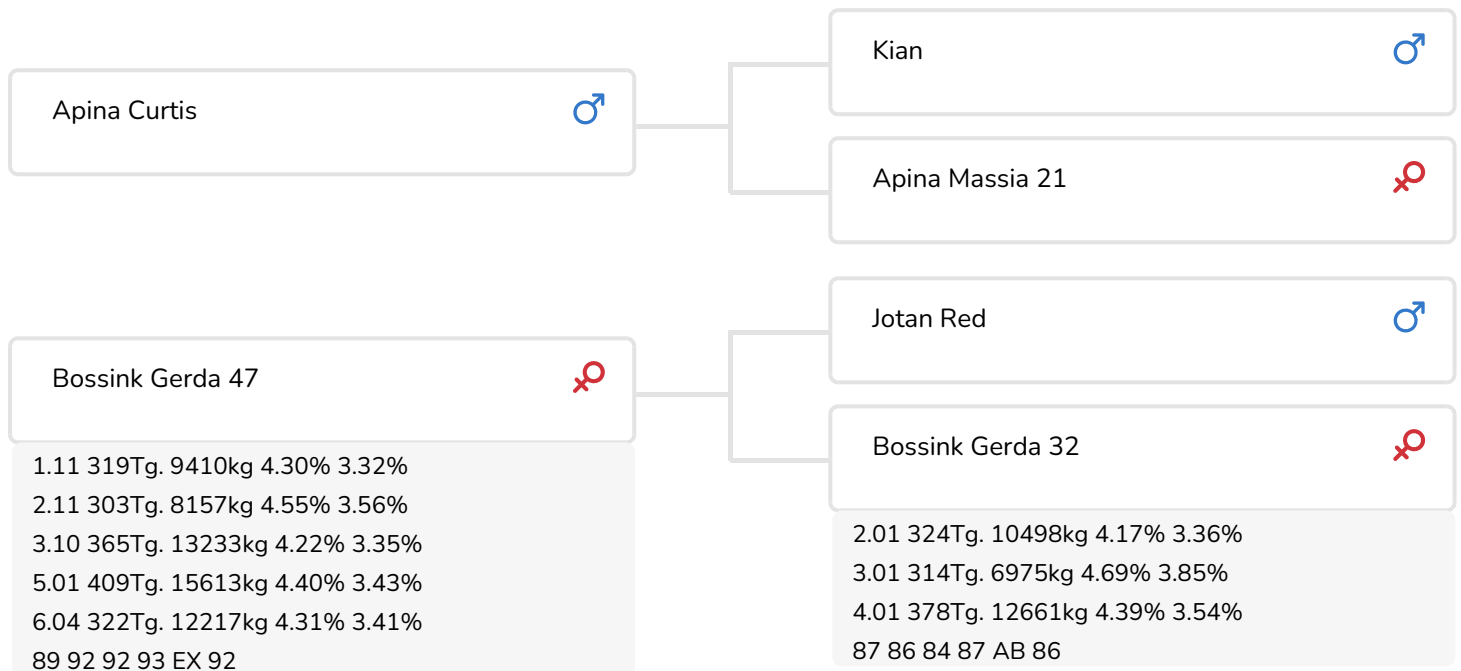 Apina Curtis
Kian
Apina Massia 21
Bossink Gerda 47
1.11 319Tg. 9410kg 4.30% 3.32%
2.11 303Tg. 8157kg 4.55% 3.56%
3.10 365Tg. 13233kg 4.22% 3.35%
5.01 409Tg. 15613kg 4.40% 3.43%
6.04 322Tg. 12217kg 4.31% 3.41%
89 92 92 93 EX 92
Jotan Red
Bossink Gerda 32
2.01 324Tg. 10498kg 4.17% 3.36%
3.01 314Tg. 6975kg 4.69% 3.85%
4.01 378Tg. 12661kg 4.39% 3.54%
87 86 84 87 AB 86